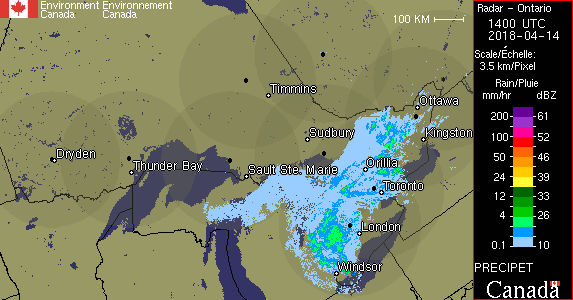 Environment Environnement
Canada Canada
100 KM
Timmins
Ottawa
Sudbury
Kingston
Dryden
Thunder Bay
Sault Ste. Marie
Orillia
Toronto
London
Windsor
Radar - Ontario
1400 UTC
2018-04-14
Scale/Échelle:
3.5 km/Pixel
Rain/Pluie
mm/hr dBZ
200 61
100 52
50 46
24 39
12 33
4 26
0.1 10
PRECIPET
Canada